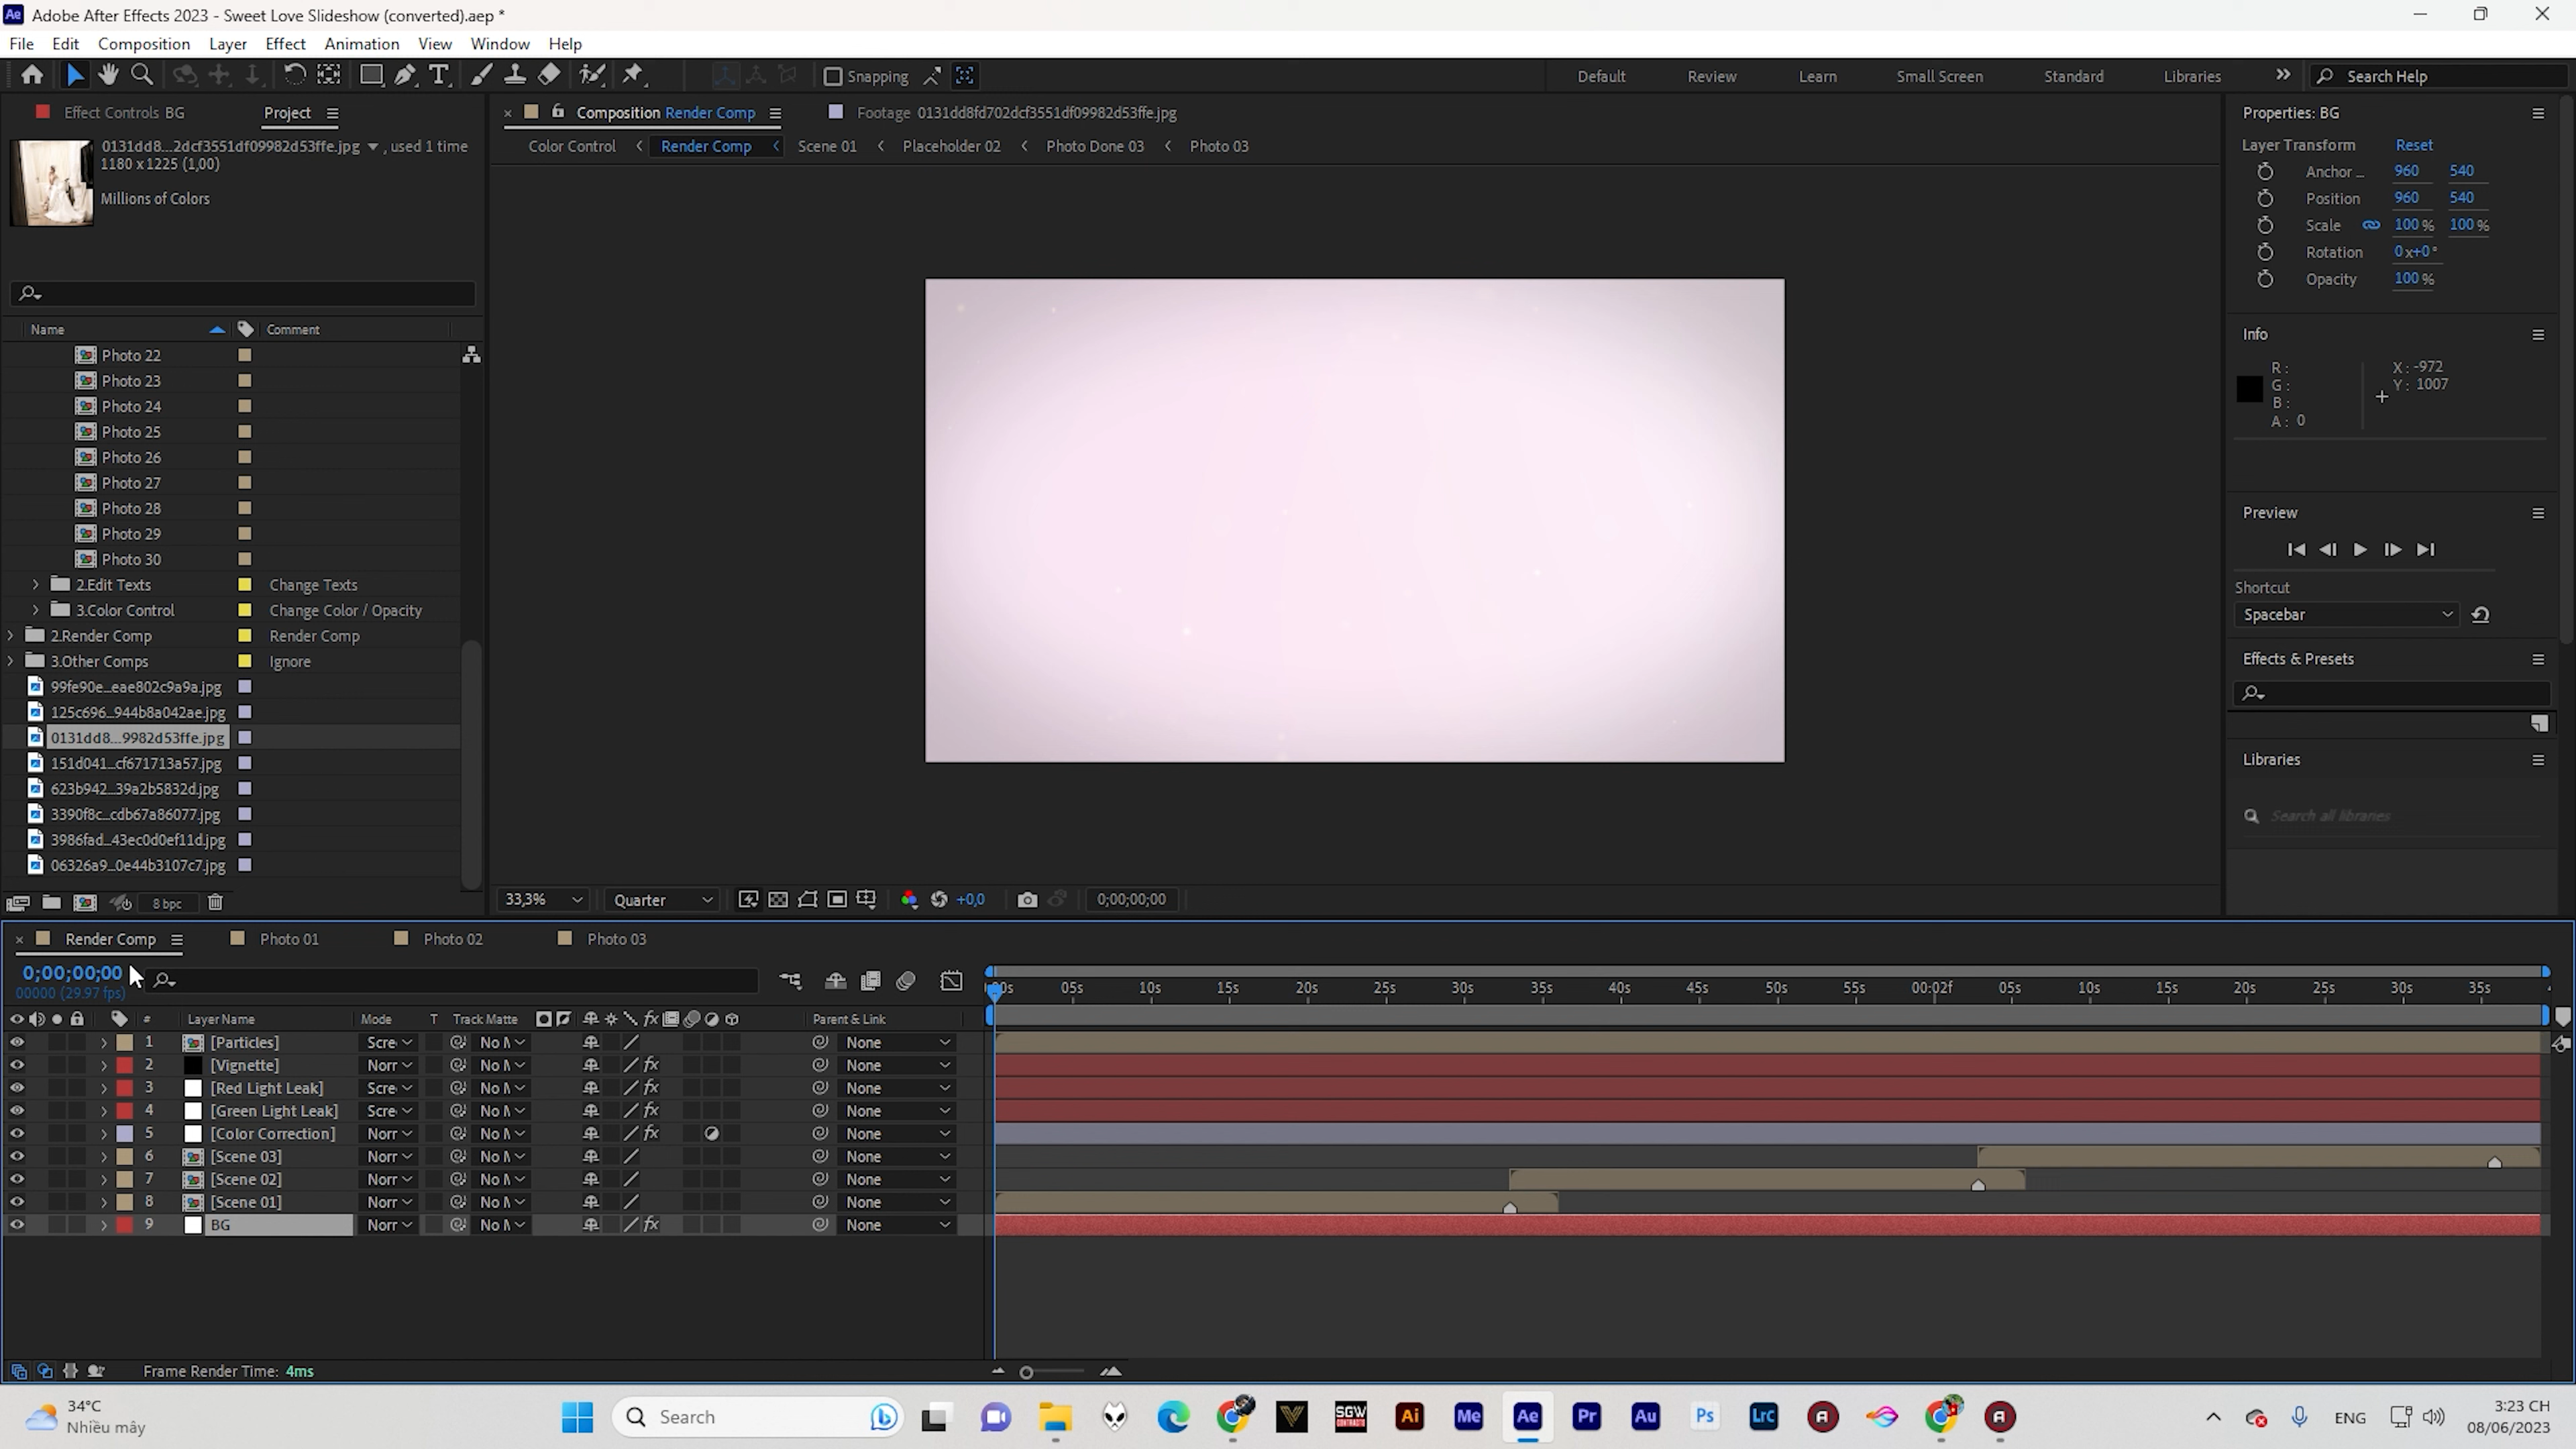 Adobe After Effects 2023 - Sweet Love Slideshow (converted).aep *
File Edit Composition Layer Effect Animation View Window Help
Snapping Default Review Learn Small Screen Standard Libraries Search Help
Effect Controls BG Project
0131dd8...2dcf3551df09982d53ffe.jpg , used 1 time
1180 x 1225 (1,00)
Millions of Colors
Name Comment
Photo 22
Photo 23
Photo 24
Photo 25
Photo 26
Photo 27
Photo 28
Photo 29
Photo 30
2.Edit Texts Change Texts
3.Color Control Change Color / Opacity
2.Render Comp Render Comp
3.Other Comps Ignore
99fe90e...eae802c9a9a.jpg
125c696...944b8a042ae.jpg
0131dd8...9982d53ffe.jpg
151d041...cf671713a57.jpg
623b942...39a2b5832d.jpg
3390f8c...cdb67a86077.jpg
3986fad...43ec0d0ef11d.jpg
06326a9...0e44b3107c7.jpg
8 bpc
Composition Render Comp Footage 0131dd8fd702dcf3551df09982d53ffe.jpg
Color Control Render Comp Scene 01 Placeholder 02 Photo Done 03 Photo 03
33,3% Quarter +0,0 0;00;00;00
Properties: BG
Layer Transform Reset
Anchor ... 960 540
Position 960 540
Scale 100 % 100 %
Rotation 0x+0°
Opacity 100 %
Info
R : X : -972
G : Y : 1007
B :
A : 0
Preview
Shortcut
Spacebar
Effects & Presets
Libraries
Search all libraries
Render Comp Photo 01 Photo 02 Photo 03
0;00;00;00
00000 (29.97 fps)
00s 05s 10s 15s 20s 25s 30s 35s 40s 45s 50s 55s 00:02f 05s 10s 15s 20s 25s 30s 35s
# Layer Name Mode T Track Matte fx Parent & Link
1 [Particles] Scre No M None
2 [Vignette] Norr No M fx None
3 [Red Light Leak] Scre No M fx None
4 [Green Light Leak] Scre No M fx None
5 [Color Correction] Norr No M fx None
6 [Scene 03] Norr No M None
7 [Scene 02] Norr No M None
8 [Scene 01] Norr No M None
9 BG Norr No M fx None
Frame Render Time: 4ms
34°C
Nhiều mây
Search
SGW
CONTRACTS
Ai Me Ae Pr Au Ps Lrc
ENG
3:23 CH
08/06/2023